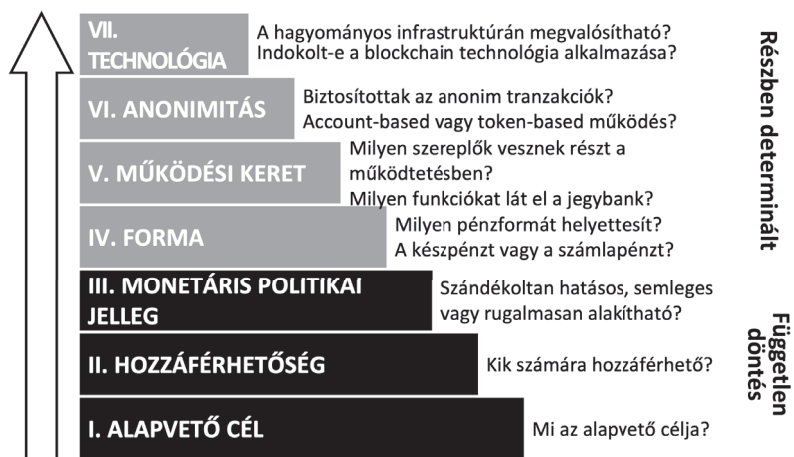 VII.
TECHNOLÓGIA
A hagyományos infrastruktúrán megvalósítható?
Indokolt-e a blockchain technológia alkalmazása?
VI. ANONIMITÁS
Biztosítottak az anonim tranzakciók?
Account-based vagy token-based működés?
V. MŰKÖDÉSI KERET
Milyen szereplők vesznek részt a
működtetésben?
Milyen funkciókat lát el a jegybank?
IV. FORMA
Milyen pénzformát helyettesít?
A készpénzt vagy a számlapénzt?
III. MONETÁRIS POLITIKAI
JELLEG
Szándékoltan hatásos, semleges
vagy rugalmasan alakítható?
II. HOZZÁFÉRHETŐSÉG
Kik számára hozzáférhető?
I. ALAPVETŐ CÉL
Mi az alapvető célja?
Részben determinált
Független
döntés